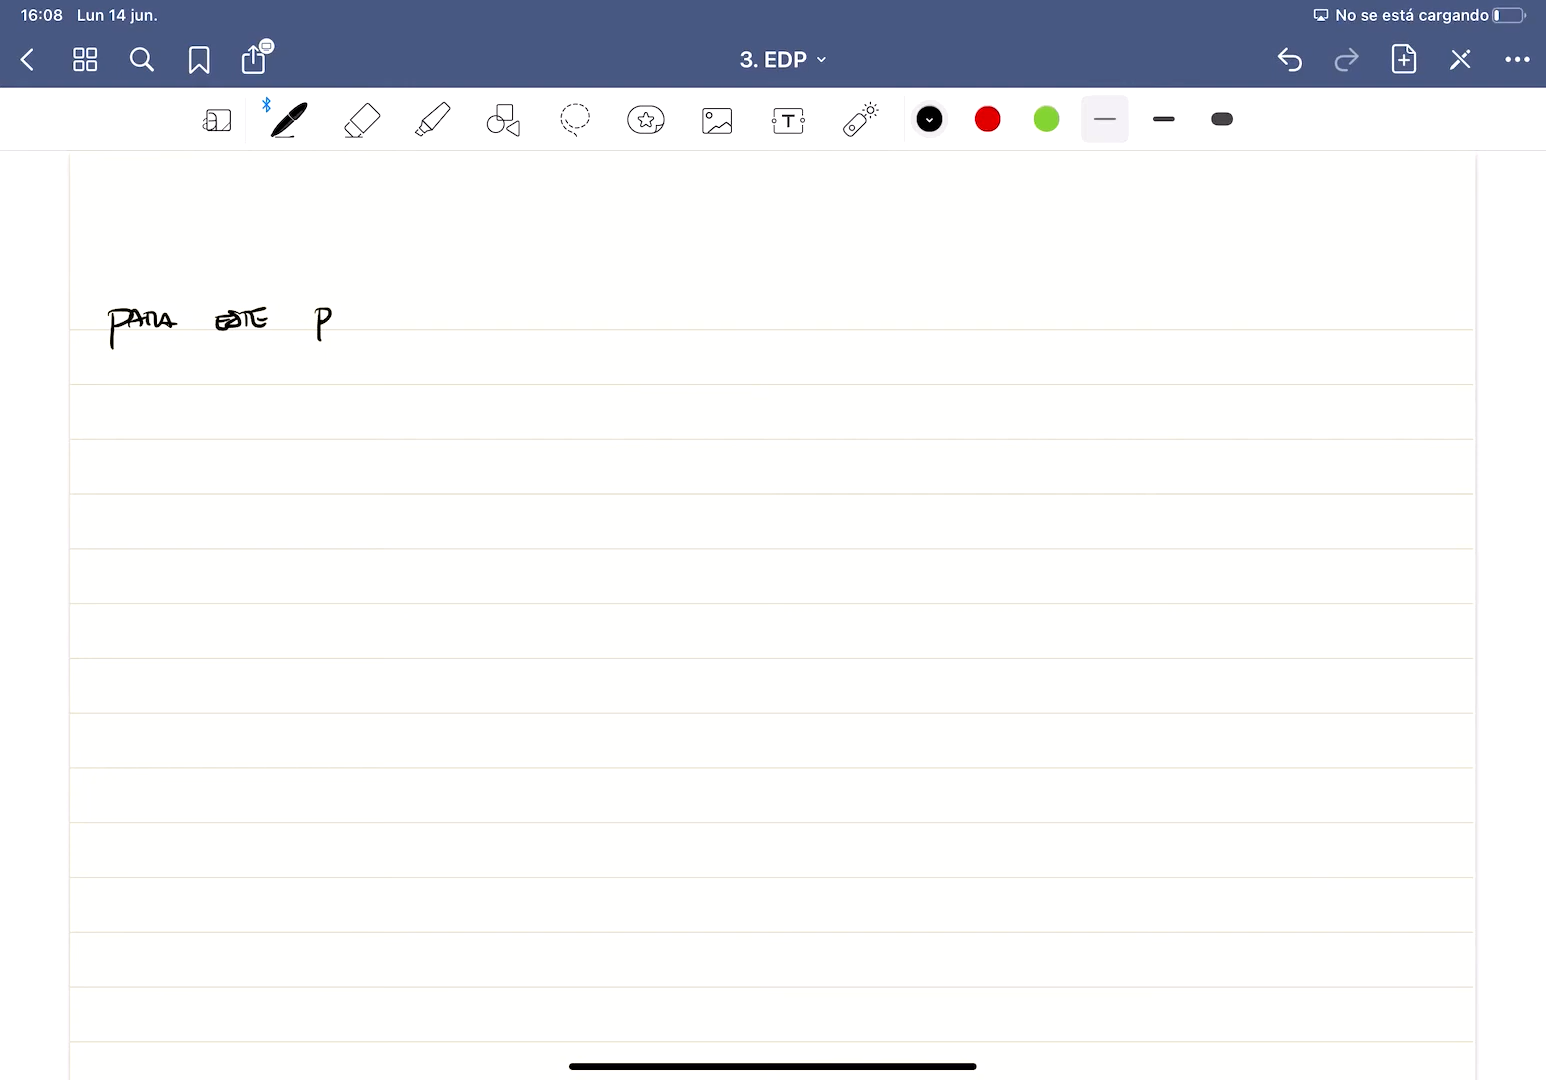 16:08 Lun 14 jun. No se está cargando
3. EDP
T
PARA ESTE P